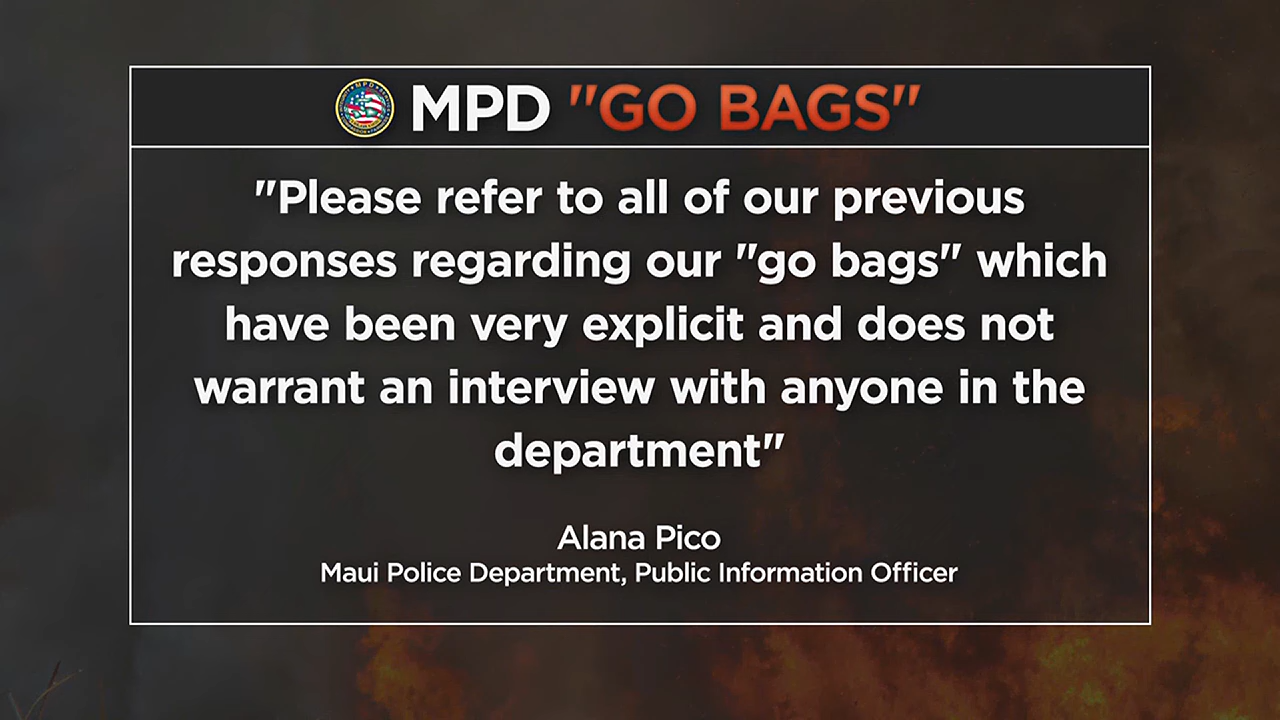 MPD "GO BAGS"
"Please refer to all of our previous
responses regarding our "go bags" which
have been very explicit and does not
warrant an interview with anyone in the
department"
Alana Pico
Maui Police Department, Public Information Officer